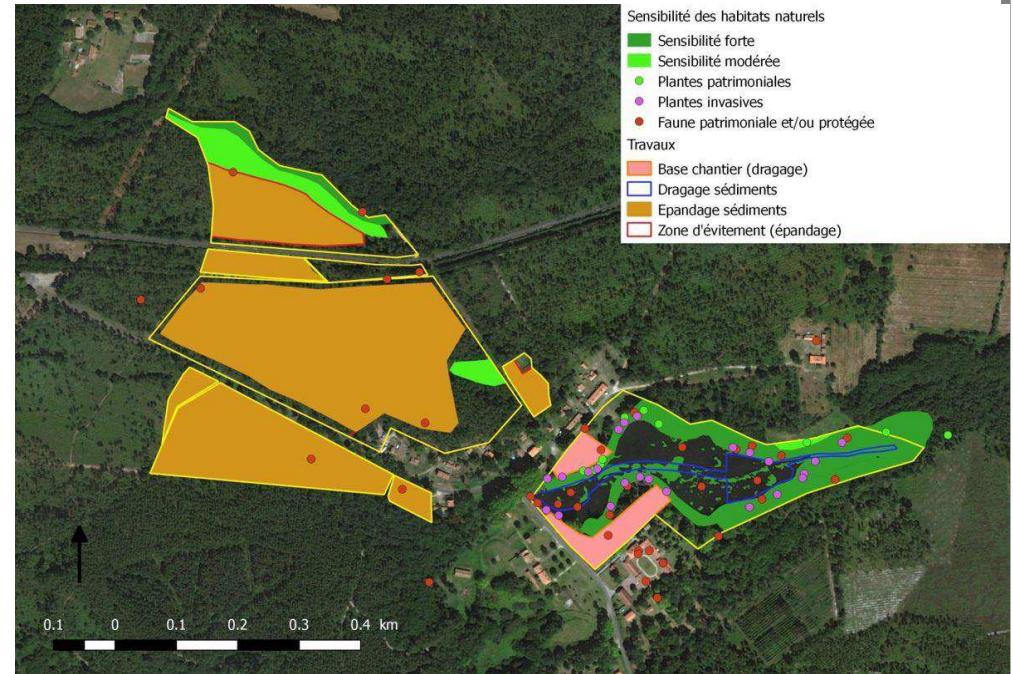 Sensibilité des habitats naturels
Sensibilité forte
Sensibilité modérée
Plantes patrimoniales
Plantes invasives
Faune patrimoniale et/ou protégée
Travaux
Base chantier (dragage)
Dragage sédiments
Epandage sédiments
Zone d'évitement (épandage)
0.1 0 0.1 0.2 0.3 0.4 km